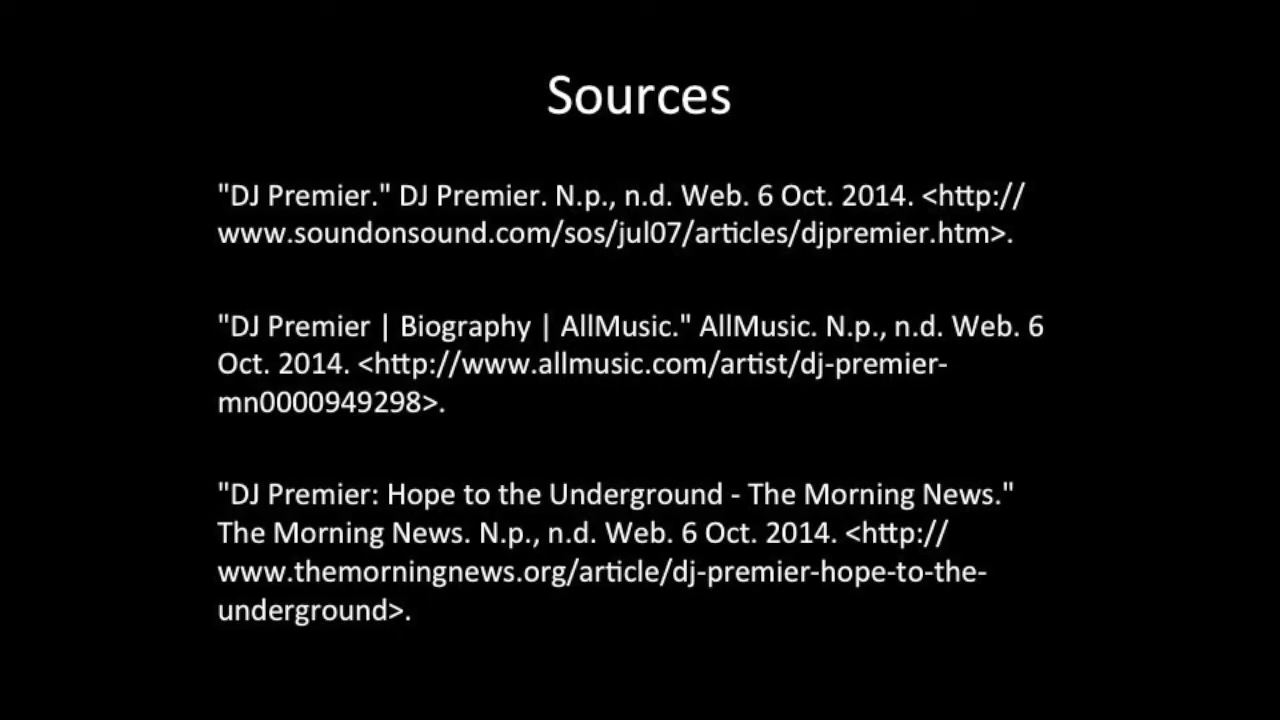 Sources
"DJ Premier." DJ Premier. N.p., n.d. Web. 6 Oct. 2014. <http://
www.soundonsound.com/sos/jul07/articles/djpremier.htm>.
"DJ Premier | Biography | AllMusic." AllMusic. N.p., n.d. Web. 6
Oct. 2014. <http://www.allmusic.com/artist/dj-premier-
mn0000949298>.
"DJ Premier: Hope to the Underground - The Morning News."
The Morning News. N.p., n.d. Web. 6 Oct. 2014. <http://
www.themorningnews.org/article/dj-premier-hope-to-the-
underground>.